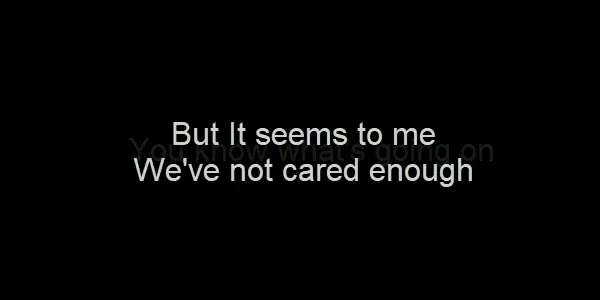 But It seems to me
You know what's going on
We've not cared enough